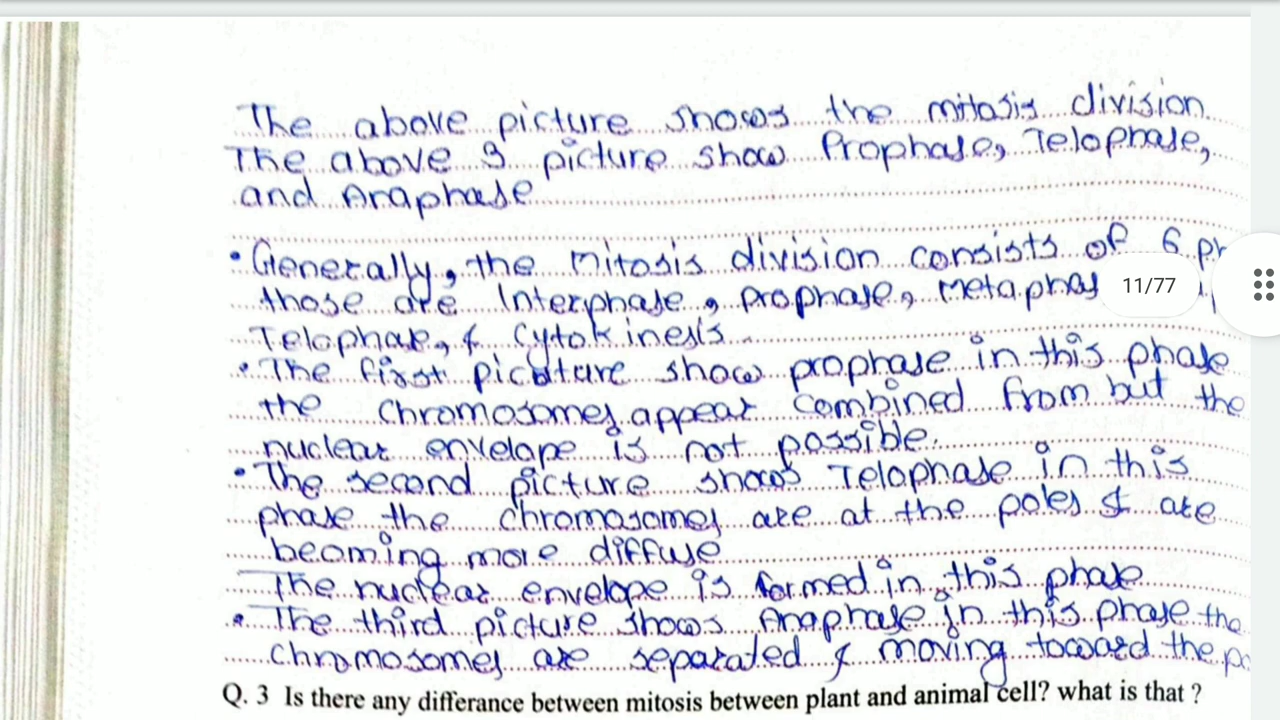 The above picture shows the mitosis division
The above 3 picture show Prophase, Telophase,
and Anaphase
• Generally, the mitosis division consists of 6
those are Interphase, prophase, metaphas
11/77
Telophase, & Cytokinesis
• The first picuture show prophase in this phase
the chromosomes appear combined from but the
nuclear envelope is not possible.
• The second picture shows Telophase in this
phase the chromosomes are at the poles & are
becoming more diffuse
The nuclear envelope is formed in this phase
• The third picture shows Anaphase in this phase the
chromosomes are separated & moving toward the
Q. 3 Is there any differance between mitosis between plant and animal cell? what is that ?